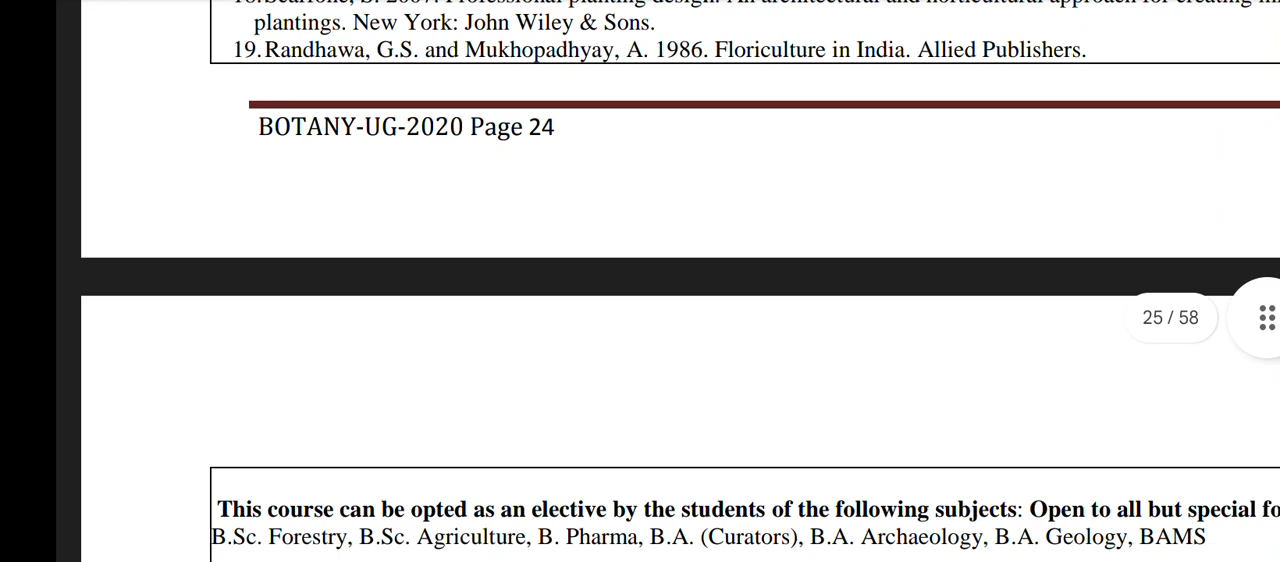 plantings. New York: John Wiley & Sons.
19. Randhawa, G.S. and Mukhopadhyay, A. 1986. Floriculture in India. Allied Publishers.
BOTANY-UG-2020 Page 24
25 / 58
This course can be opted as an elective by the students of the following subjects: Open to all but special fo
B.Sc. Forestry, B.Sc. Agriculture, B. Pharma, B.A. (Curators), B.A. Archaeology, B.A. Geology, BAMS